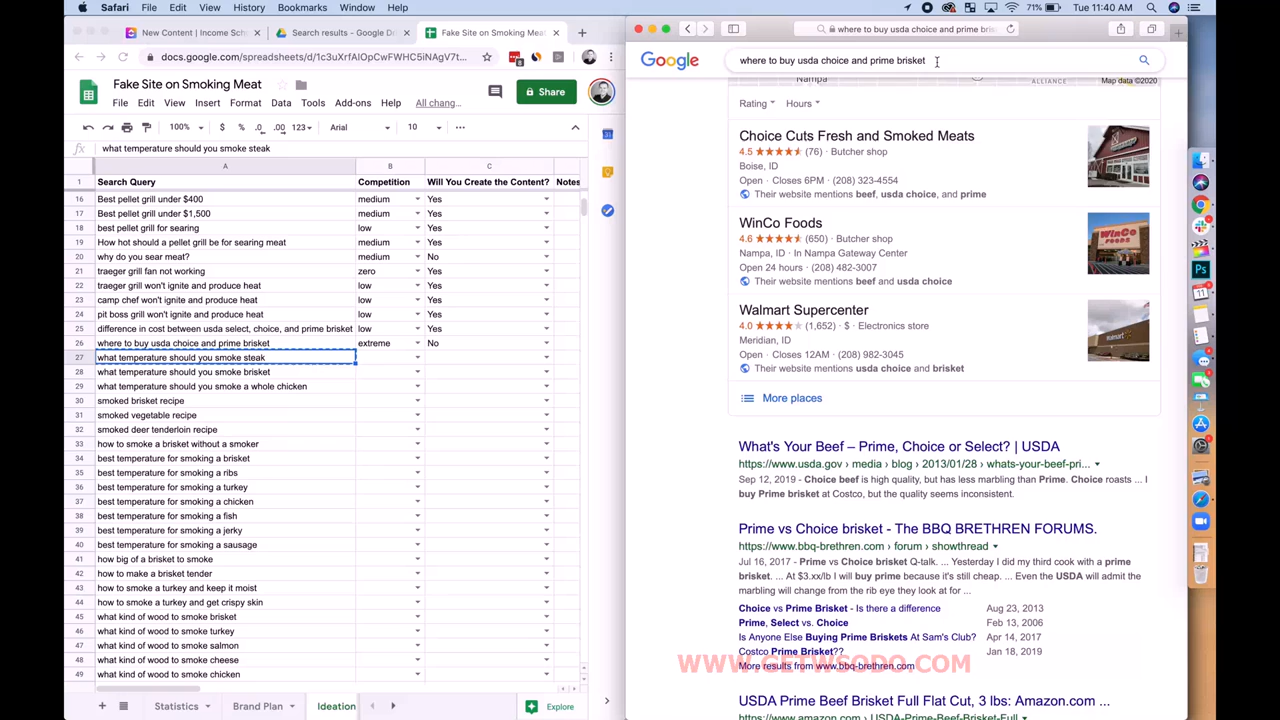 Safari File Edit View History Bookmarks Window Help
71% Tue 11:40 AM
New Content | Income Sch
Search results - Google D
Fake Site on Smoking Meat
docs.google.com/spreadsheets/d/1c3uXrfAIOpCwFWHC5iNAgV7t...
where to buy usda choice and prime bris
Google
where to buy usda choice and prime brisket
Fake Site on Smoking Meat
File Edit View Insert Format Data Tools Add-ons Help All chang...
Share
100% $ % .0 .00 123 Arial 10
fx what temperature should you smoke steak
A B C
1 Search Query Competition Will You Create the Content? Notes
16 Best pellet grill under $400 medium Yes
17 Best pellet grill under $1,500 medium Yes
18 best pellet grill for searing low Yes
19 How hot should a pellet grill be for searing meat medium Yes
20 why do you sear meat? medium No
21 traeger grill fan not working zero Yes
22 traeger grill won't ignite and produce heat low Yes
23 camp chef won't ignite and produce heat low Yes
24 pit boss grill won't ignite and produce heat low Yes
25 difference in cost between usda select, choice, and prime brisket low Yes
26 where to buy usda choice and prime brisket extreme No
27 what temperature should you smoke steak
28 what temperature should you smoke brisket
29 what temperature should you smoke a whole chicken
30 smoked brisket recipe
31 smoked vegetable recipe
32 smoked deer tenderloin recipe
33 how to smoke a brisket without a smoker
34 best temperature for smoking a brisket
35 best temperature for smoking a ribs
36 best temperature for smoking a turkey
37 best temperature for smoking a chicken
38 best temperature for smoking a fish
39 best temperature for smoking a jerky
40 best temperature for smoking a sausage
41 how big of a brisket to smoke
42 how to make a brisket tender
43 how to smoke a turkey and keep it moist
44 how to smoke a turkey and get crispy skin
45 what kind of wood to smoke brisket
46 what kind of wood to smoke turkey
47 what kind of wood to smoke salmon
48 what kind of wood to smoke cheese
49 what kind of wood to smoke chicken
Statistics Brand Plan Ideation Explore
Nampa ALLIANCE Map data ©2020
Rating Hours
Choice Cuts Fresh and Smoked Meats
4.5 (76) · Butcher shop
Boise, ID
Open · Closes 6PM · (208) 323-4554
Their website mentions beef, usda choice, and prime
WinCo Foods
4.6 (650) · Butcher shop
Nampa, ID · In Nampa Gateway Center
Open 24 hours · (208) 482-3007
Their website mentions beef and usda choice
Walmart Supercenter
4.0 (1,652) · $ · Electronics store
Meridian, ID
Open · Closes 12AM · (208) 982-3045
Their website mentions usda choice and brisket
More places
What's Your Beef – Prime, Choice or Select? | USDA
https://www.usda.gov › media › blog › 2013/01/28 › whats-your-beef-pri...
Sep 12, 2019 - Choice beef is high quality, but has less marbling than Prime. Choice roasts ... I
buy Prime brisket at Costco, but the quality seems inconsistent.
Prime vs Choice brisket - The BBQ BRETHREN FORUMS.
https://www.bbq-brethren.com › forum › showthread
Jul 16, 2017 - Prime vs Choice brisket Q-talk. ... Yesterday I did my third cook with a prime
brisket. ... At $3.xx/lb I will buy prime because it's still cheap. ... Even the USDA will admit the
marbling will change from the rib eye they look at for ...
Choice vs Prime Brisket - Is there a difference Aug 23, 2013
Prime, Select vs. Choice Feb 13, 2006
Is Anyone Else Buying Prime Briskets At Sam's Club? Apr 14, 2017
Costco Prime Brisket?? Jan 18, 2019
More results from www.bbq-brethren.com
WWW.GETWSODO.COM
USDA Prime Beef Brisket Full Flat Cut, 3 lbs: Amazon.com ...
https://www.amazon.com › USDA-Prime-Beef-Brisket-Full